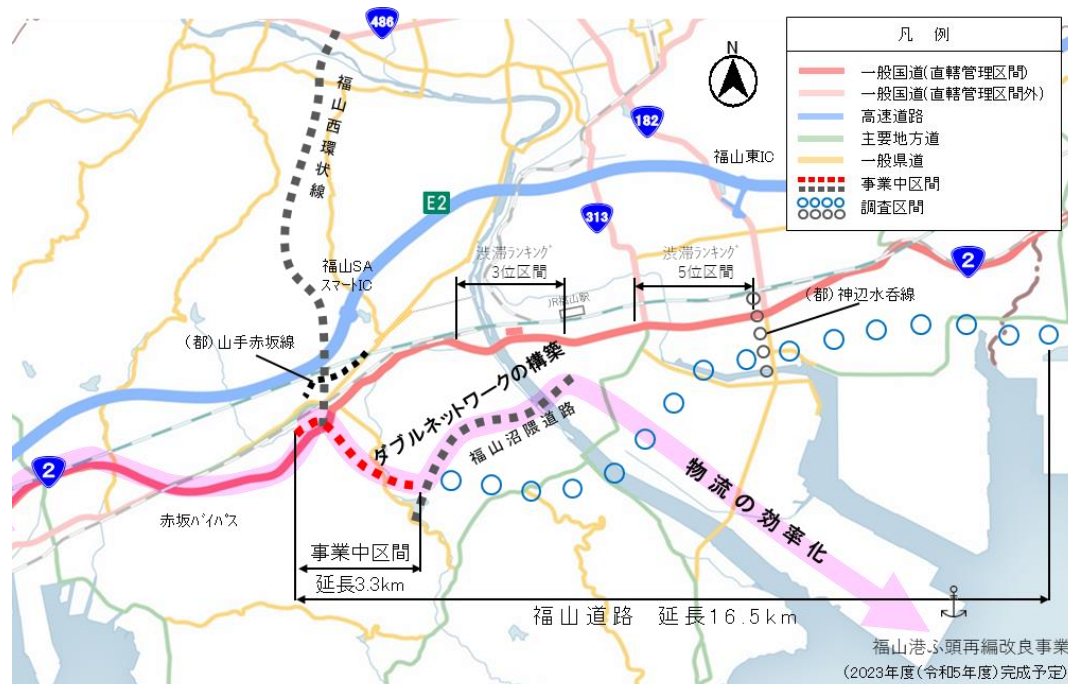 486
福山西環状線
N
凡 例
一般国道(直轄管理区間)
一般国道(直轄管理区間外)
高速道路
主要地方道
一般県道
事業中区間
調査区間
182
福山東IC
E2
313
福山SA
スマートIC
渋滞ランキング
3位区間
渋滞ランキング
5位区間
2
JR福山駅
(都)神辺水呑線
(都)山手赤坂線
ダブルネットワークの構築
福山沼隈道路
2
赤坂バイパス
物流の効率化
事業中区間
延長3.3km
福山道路 延長16.5km
福山港ふ頭再編改良事業
(2023年度(令和5年度)完成予定)